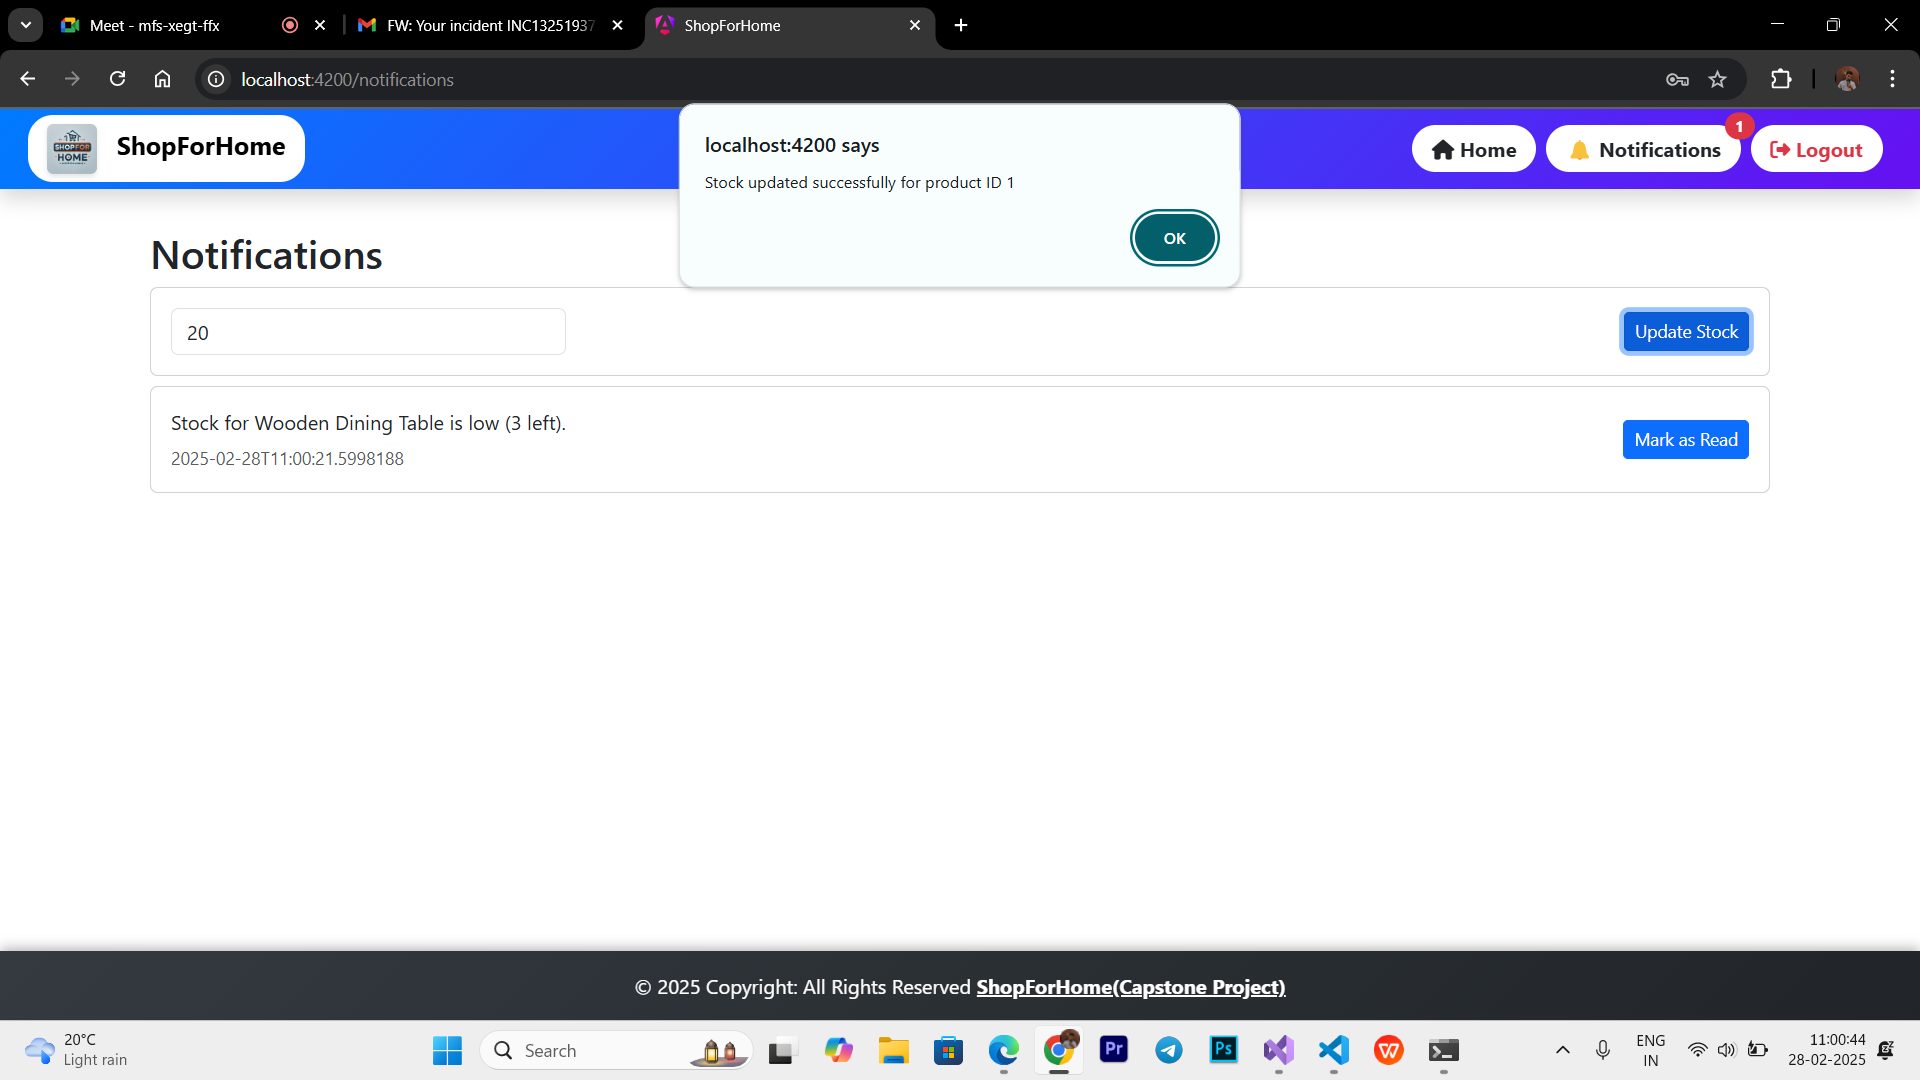 Meet - mfs-xegt-ffx
FW: Your incident INC13251937
ShopForHome
localhost:4200/notifications
SHOPFOR
HOME
ShopForHome
Home
Notifications
1
Logout
localhost:4200 says
Stock updated successfully for product ID 1
OK
Notifications
20
Update Stock
Stock for Wooden Dining Table is low (3 left).
2025-02-28T11:00:21.5998188
Mark as Read
© 2025 Copyright: All Rights Reserved ShopForHome(Capstone Project)
20°C
Light rain
Search
Pr
Ps
ENG
IN
11:00:44
28-02-2025